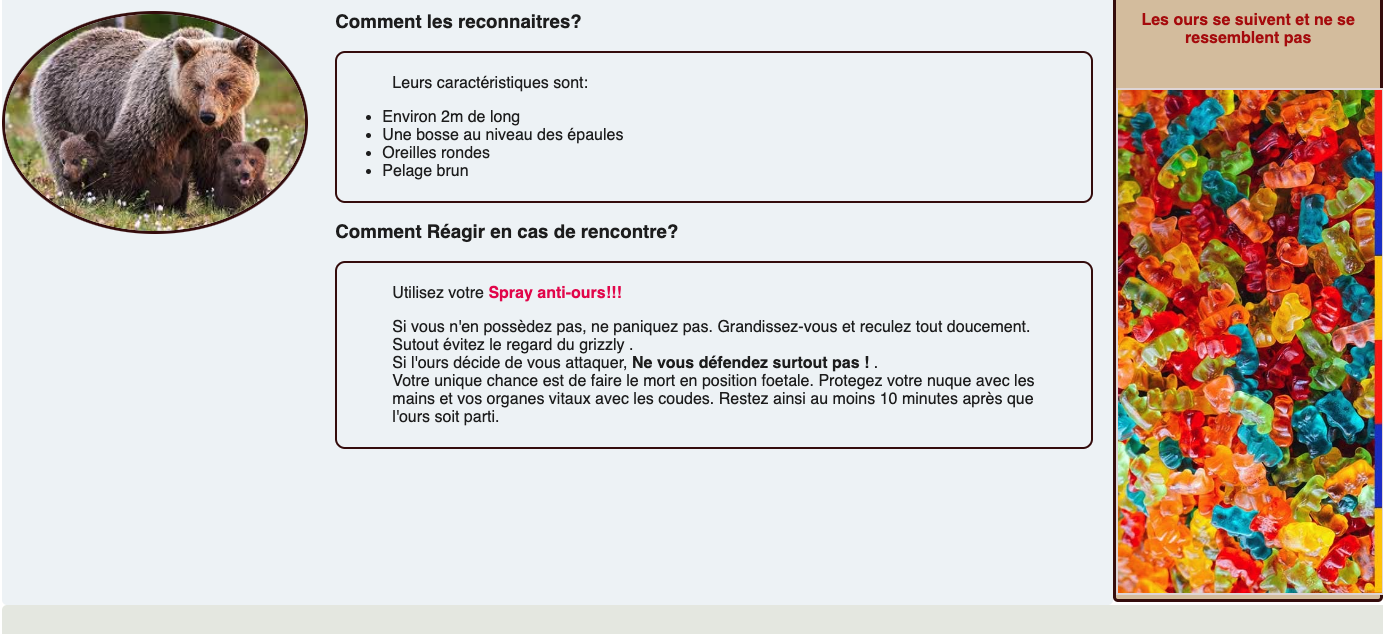 Comment les reconnaitres?
Leurs caractéristiques sont:
Environ 2m de long
Une bosse au niveau des épaules
Oreilles rondes
Pelage brun
Comment Réagir en cas de rencontre?
Utilisez votre Spray anti-ours!!!
Si vous n'en possèdez pas, ne paniquez pas. Grandissez-vous et reculez tout doucement.
Sutout évitez le regard du grizzly .
Si l'ours décide de vous attaquer, Ne vous défendez surtout pas ! .
Votre unique chance est de faire le mort en position foetale. Protegez votre nuque avec les
mains et vos organes vitaux avec les coudes. Restez ainsi au moins 10 minutes après que
l'ours soit parti.
Les ours se suivent et ne se
ressemblent pas